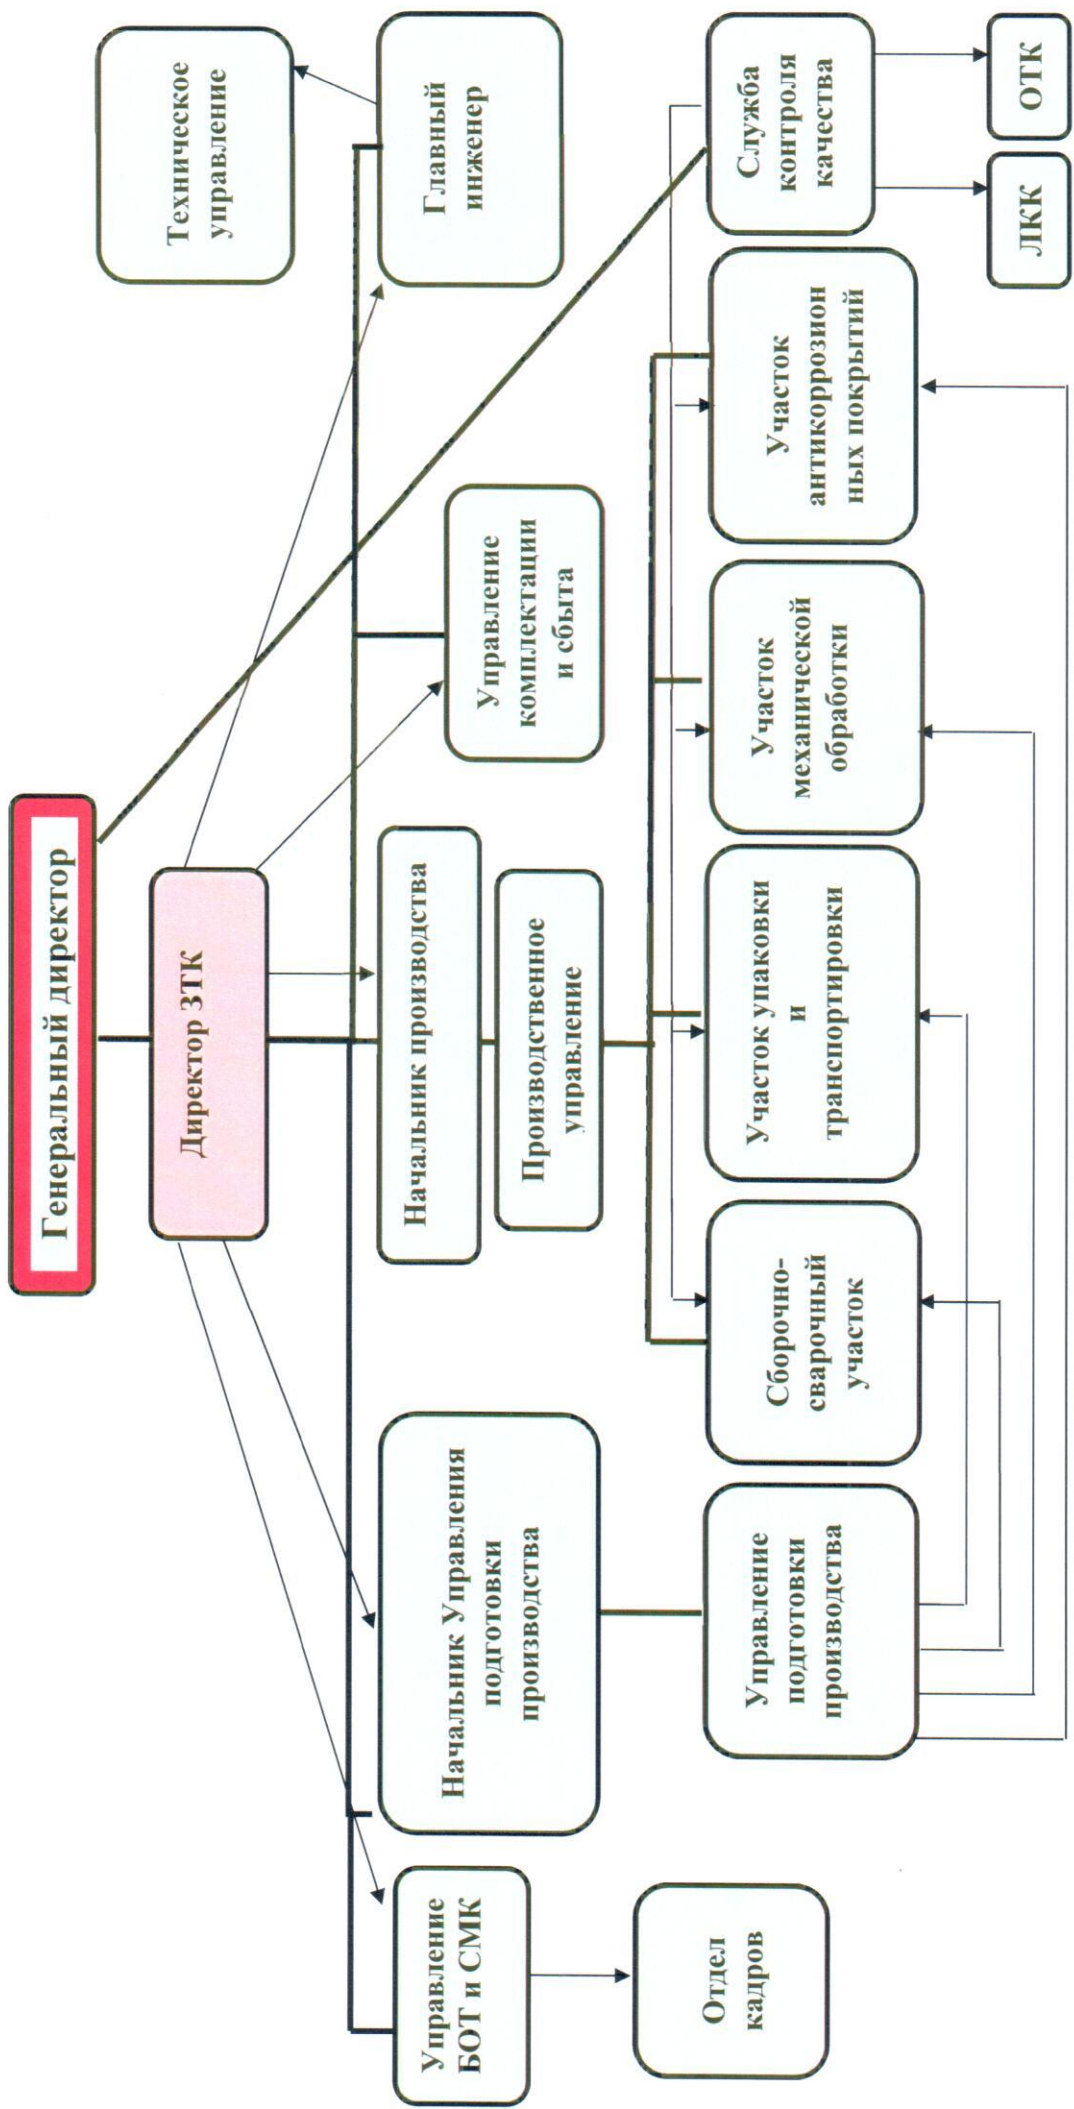 Генеральный директор
Директор ЗТК
Техническое
управление
Управление
БОТ и СМК
Начальник Управления
подготовки
производства
Начальник производства
Производственное
управление
Управление
комплектации
и сбыта
Главный
инженер
Отдел
кадров
Управление
подготовки
производства
Сборочно-
сварочный
участок
Участок упаковки
и
транспортировки
Участок
механической
обработки
Участок
антикоррозион
ных покрытий
Служба
контроля
качества
ЛКК
ОТК